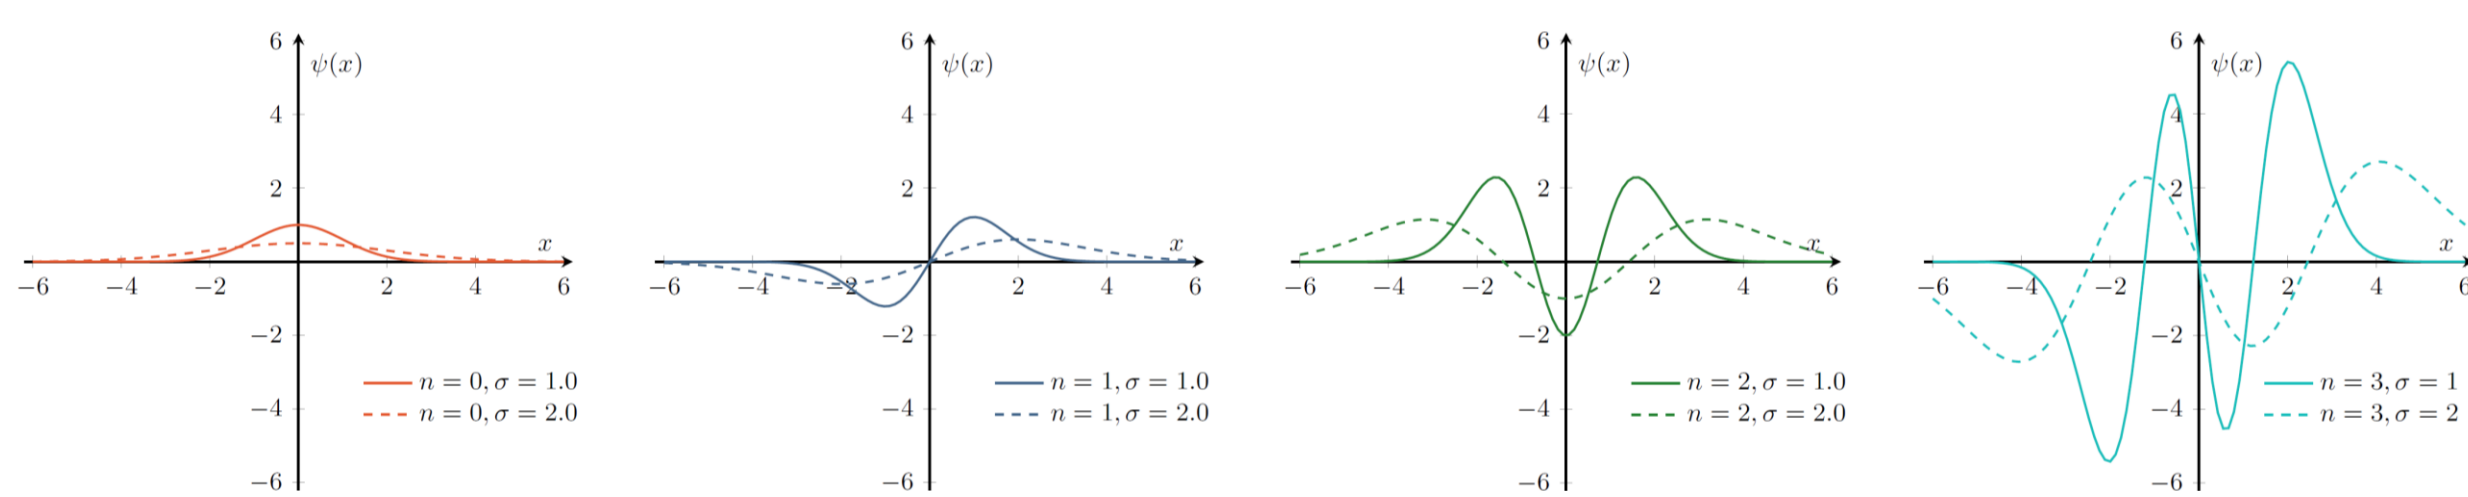 6
ψ(x)
4
2
x
−6 −4 −2 2 4 6
−2
n = 0, σ = 1.0
n = 0, σ = 2.0
−4
−6
6
ψ(x)
4
2
x
−6 −4 −2 2 4 6
−2
n = 1, σ = 1.0
n = 1, σ = 2.0
−4
−6
6
ψ(x)
4
2
x
−6 −4 −2 2 4 6
−2
n = 2, σ = 1.0
n = 2, σ = 2.0
−4
−6
6
ψ(x)
4
2
x
−6 −4 −2 2 4 6
−2
n = 3, σ = 1
n = 3, σ = 2
−4
−6